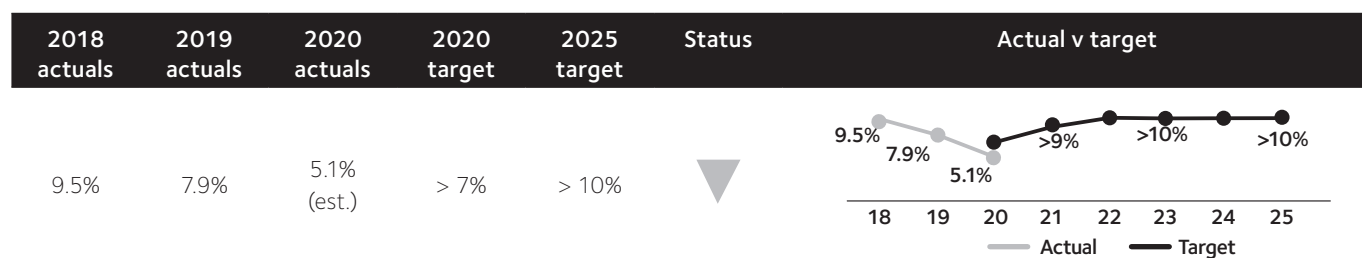 2018 actuals
2019 actuals
2020 actuals
2020 target
2025 target
Status
Actual v target
9.5%
7.9%
5.1% (est.)
> 7%
> 10%
9.5%
7.9%
5.1%
>9%
>10%
>10%
18 19 20 21 22 23 24 25
Actual Target